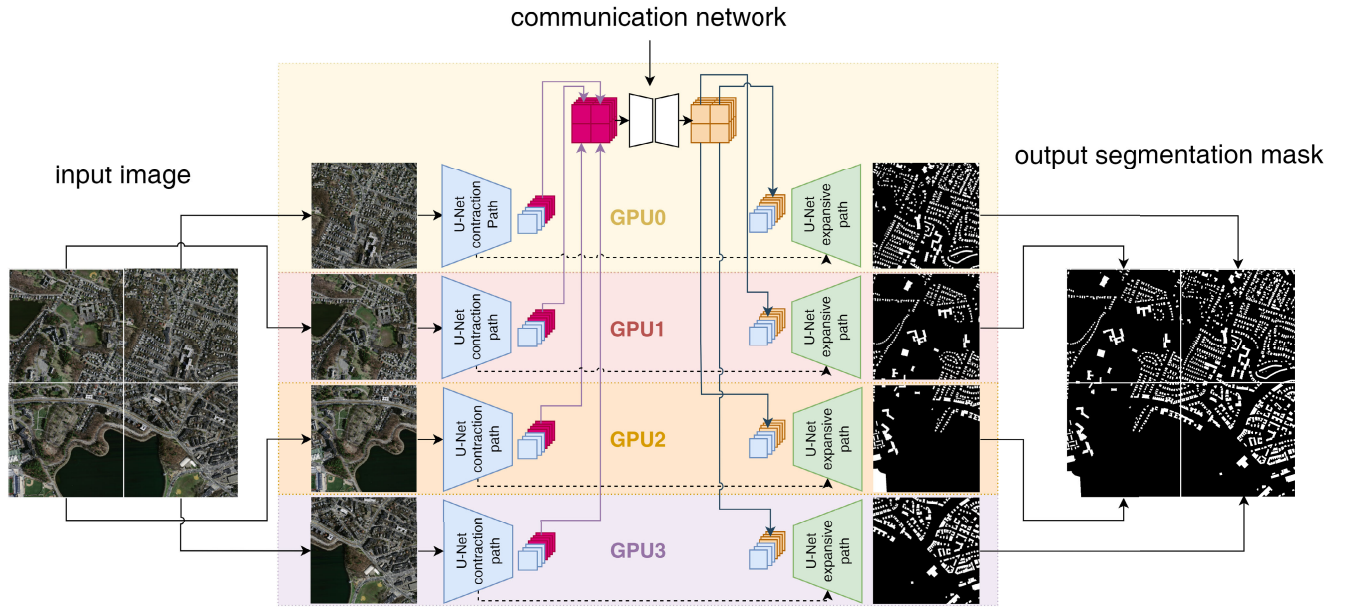 communication network
input image
output segmentation mask
U-Net
contraction
Path
GPU0
U-Net
expansive
path
U-Net
contraction
path
GPU1
U-Net
expansive
path
U-Net
contraction
path
GPU2
U-Net
expansive
path
U-Net
contraction
path
GPU3
U-Net
expansive
path